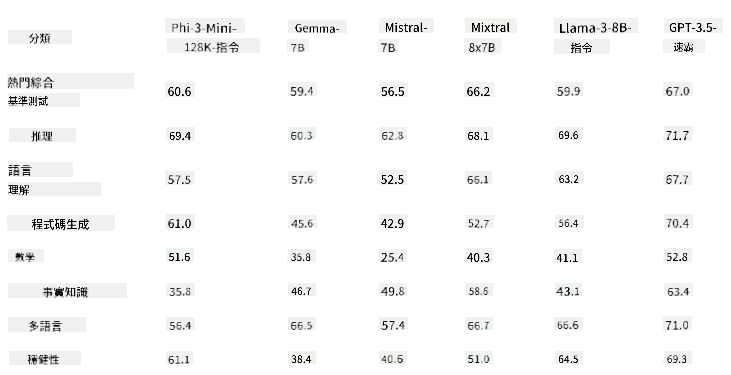 分類 Phi-3-Mini-128K-指令 Gemma-7B Mistral-7B Mixtral 8x7B Llama-3-8B-指令 GPT-3.5-速霸
熱門綜合基準測試 60.6 59.4 56.5 66.2 59.9 67.0
推理 69.4 60.3 62.8 68.1 69.6 71.7
語言理解 57.5 57.6 52.5 66.1 63.2 67.7
程式碼生成 61.0 45.6 42.9 52.7 56.4 70.4
數學 51.6 35.8 25.4 40.3 41.1 52.8
事實知識 35.8 46.7 49.8 58.6 43.1 63.4
多語言 56.4 66.5 57.4 66.7 66.6 71.0
穩健性 61.1 38.4 40.6 51.0 64.5 69.3